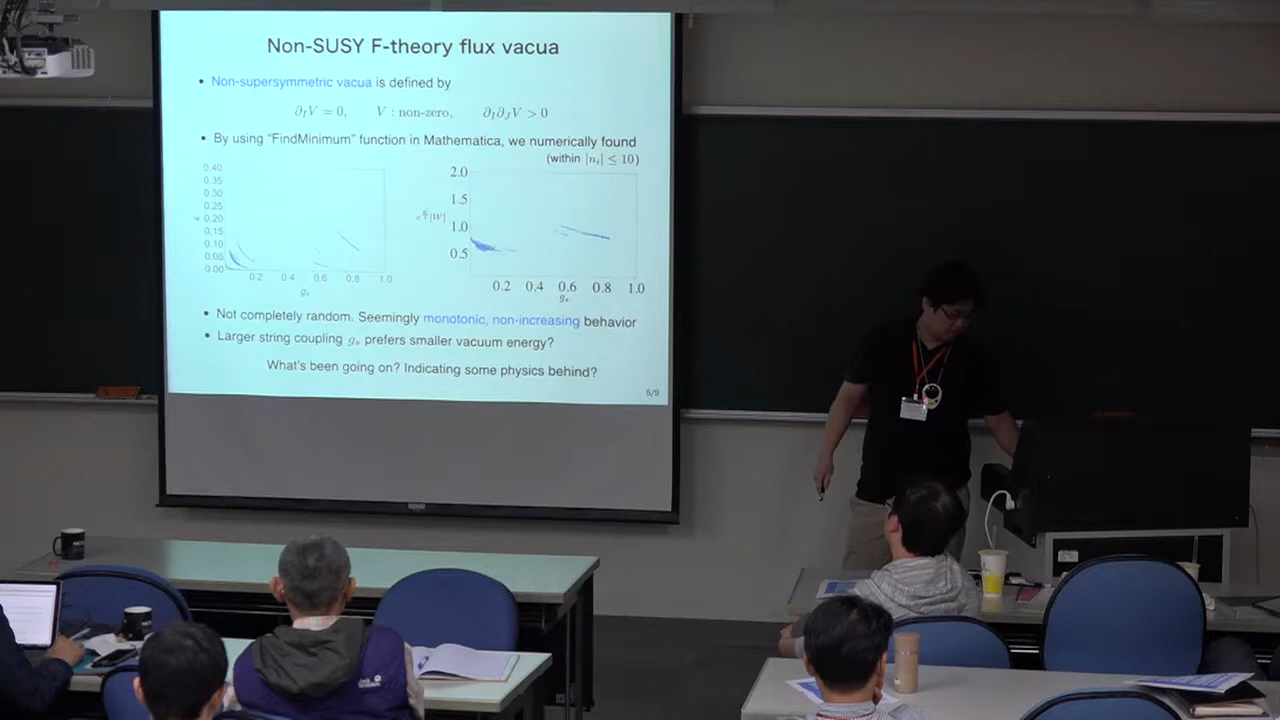 Non-SUSY F-theory flux vacua
• Non-supersymmetric vacua is defined by
∂_I V = 0, V : non-zero, ∂_I ∂_J V > 0
• By using "FindMinimum" function in Mathematica, we numerically found
(within |n_i| ≤ 10)
0.40
0.35
0.30
0.25
0.20
0.15
0.10
0.05
0.00
0.2 0.4 0.6 0.8 1.0
g_s
2.0
1.5
1.0
0.5
|W|
0.2 0.4 0.6 0.8 1.0
g_s
• Not completely random. Seemingly monotonic, non-increasing behavior
• Larger string coupling g_s prefers smaller vacuum energy?
What's been going on? Indicating some physics behind?